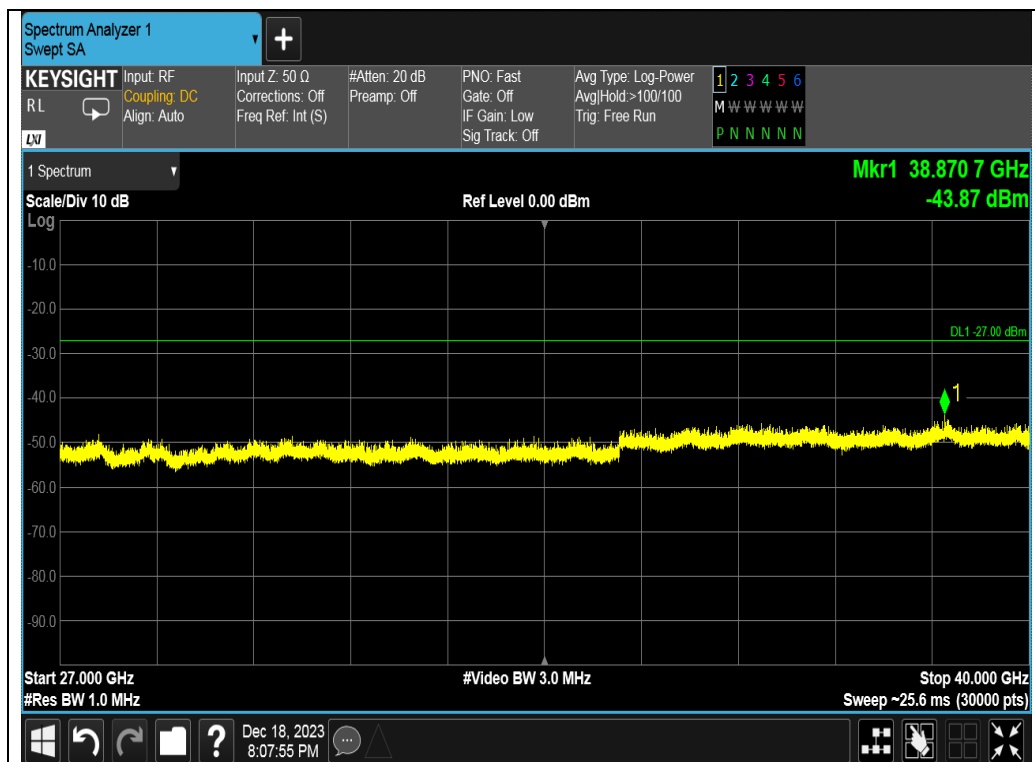 Spectrum Analyzer 1
Swept SA
+
KEYSIGHT
RL
LXI
Input: RF
Coupling: DC
Align: Auto
Input Z: 50 Ω
Corrections: Off
Freq Ref: Int (S)
#Atten: 20 dB
Preamp: Off
PNO: Fast
Gate: Off
IF Gain: Low
Sig Track: Off
Avg Type: Log-Power
Avg|Hold:>100/100
Trig: Free Run
1 2 3 4 5 6
M W W W W W
P N N N N N
1 Spectrum
Mkr1 38.870 7 GHz
-43.87 dBm
Scale/Div 10 dB
Ref Level 0.00 dBm
Log
-10.0
-20.0
DL1 -27.00 dBm
-30.0
-40.0
1
-50.0
-60.0
-70.0
-80.0
-90.0
Start 27.000 GHz
#Video BW 3.0 MHz
Stop 40.000 GHz
#Res BW 1.0 MHz
Sweep ~25.6 ms (30000 pts)
?
Dec 18, 2023
8:07:55 PM